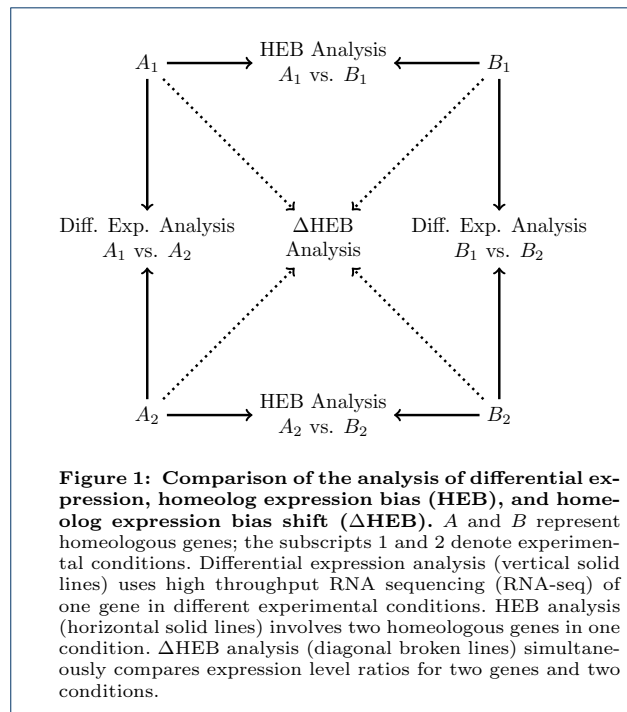 A₁
HEB Analysis
A₁ vs. B₁
B₁
Diff. Exp. Analysis
A₁ vs. A₂
ΔHEB
Analysis
Diff. Exp. Analysis
B₁ vs. B₂
A₂
HEB Analysis
A₂ vs. B₂
B₂
Figure 1: Comparison of the analysis of differential ex-
pression, homeolog expression bias (HEB), and home-
olog expression bias shift (ΔHEB). A and B represent
homeologous genes; the subscripts 1 and 2 denote experimen-
tal conditions. Differential expression analysis (vertical solid
lines) uses high throughput RNA sequencing (RNA-seq) of
one gene in different experimental conditions. HEB analysis
(horizontal solid lines) involves two homeologous genes in one
condition. ΔHEB analysis (diagonal broken lines) simultane-
ously compares expression level ratios for two genes and two
conditions.